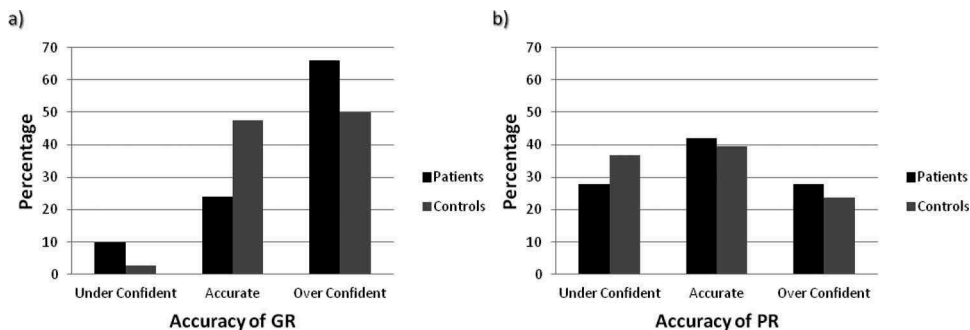 a)
70
60
50
40
30
20
10
0
Percentage
Under Confident Accurate Over Confident
Accuracy of GR
Patients
Controls
b)
70
60
50
40
30
20
10
0
Percentage
Under Confident Accurate Over Confident
Accuracy of PR
Patients
Controls